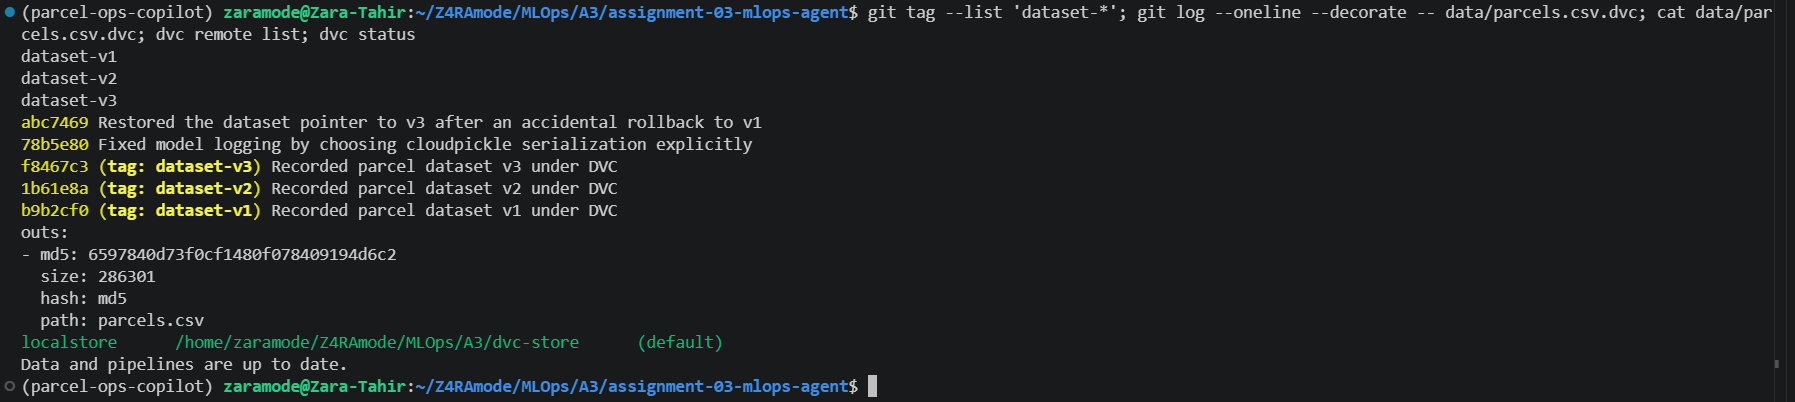 (parcel-ops-copilot) zaramode@Zara-Tahir:~/Z4RAmode/MLOps/A3/assignment-03-mlops-agent$ git tag --list 'dataset-*'; git log --oneline --decorate -- data/parcels.csv.dvc; cat data/par
cels.csv.dvc; dvc remote list; dvc status
dataset-v1
dataset-v2
dataset-v3
abc7469 Restored the dataset pointer to v3 after an accidental rollback to v1
78b5e80 Fixed model logging by choosing cloudpickle serialization explicitly
f8467c3 (tag: dataset-v3) Recorded parcel dataset v3 under DVC
1b61e8a (tag: dataset-v2) Recorded parcel dataset v2 under DVC
b9b2cf0 (tag: dataset-v1) Recorded parcel dataset v1 under DVC
outs:
- md5: 6597840d73f0cf1480f078409194d6c2
  size: 286301
  hash: md5
  path: parcels.csv
localstore      /home/zaramode/Z4RAmode/MLOps/A3/dvc-store      (default)
Data and pipelines are up to date.
(parcel-ops-copilot) zaramode@Zara-Tahir:~/Z4RAmode/MLOps/A3/assignment-03-mlops-agent$